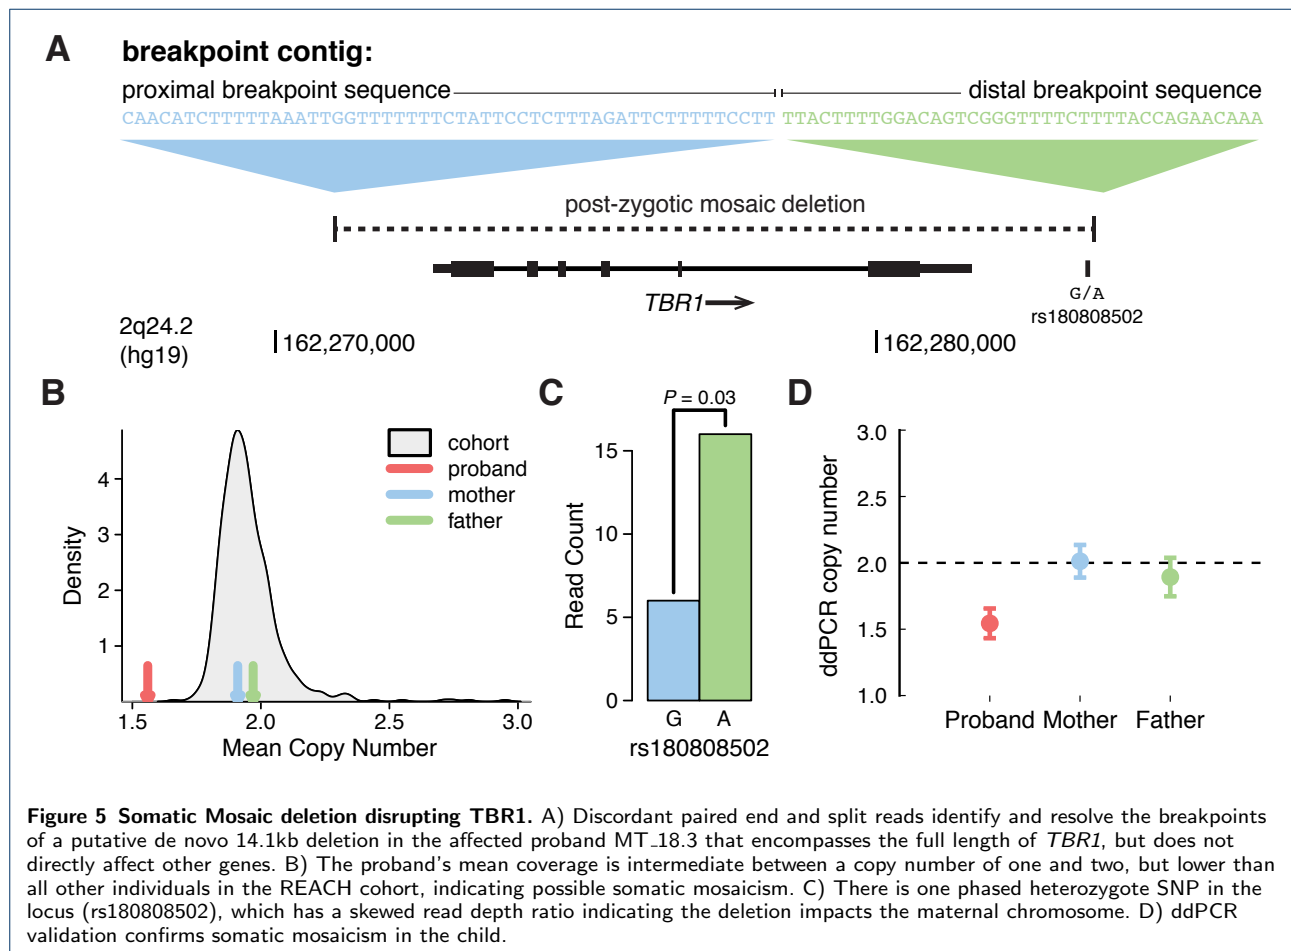 A breakpoint contig:
proximal breakpoint sequence distal breakpoint sequence
CAACATCTTTTTAAATTGGTTTTTTTCTATTCCTCTTTAGATTCTTTTTCCTT TTACTTTTGGACAGTCGGGTTTTCTTTTACCAGAACAAA
post-zygotic mosaic deletion
TBR1
G/A
rs180808502
2q24.2
(hg19)
162,270,000 162,280,000
B
cohort
proband
mother
father
4
3
2
1
Density
1.5 2.0 2.5 3.0
Mean Copy Number
C
P = 0.03
15
10
5
0
Read Count
G A
rs180808502
D
3.0
2.5
2.0
1.5
1.0
ddPCR copy number
Proband Mother Father
Figure 5 Somatic Mosaic deletion disrupting TBR1. A) Discordant paired end and split reads identify and resolve the breakpoints
of a putative de novo 14.1kb deletion in the affected proband MT_18.3 that encompasses the full length of TBR1, but does not
directly affect other genes. B) The proband's mean coverage is intermediate between a copy number of one and two, but lower than
all other individuals in the REACH cohort, indicating possible somatic mosaicism. C) There is one phased heterozygote SNP in the
locus (rs180808502), which has a skewed read depth ratio indicating the deletion impacts the maternal chromosome. D) ddPCR
validation confirms somatic mosaicism in the child.